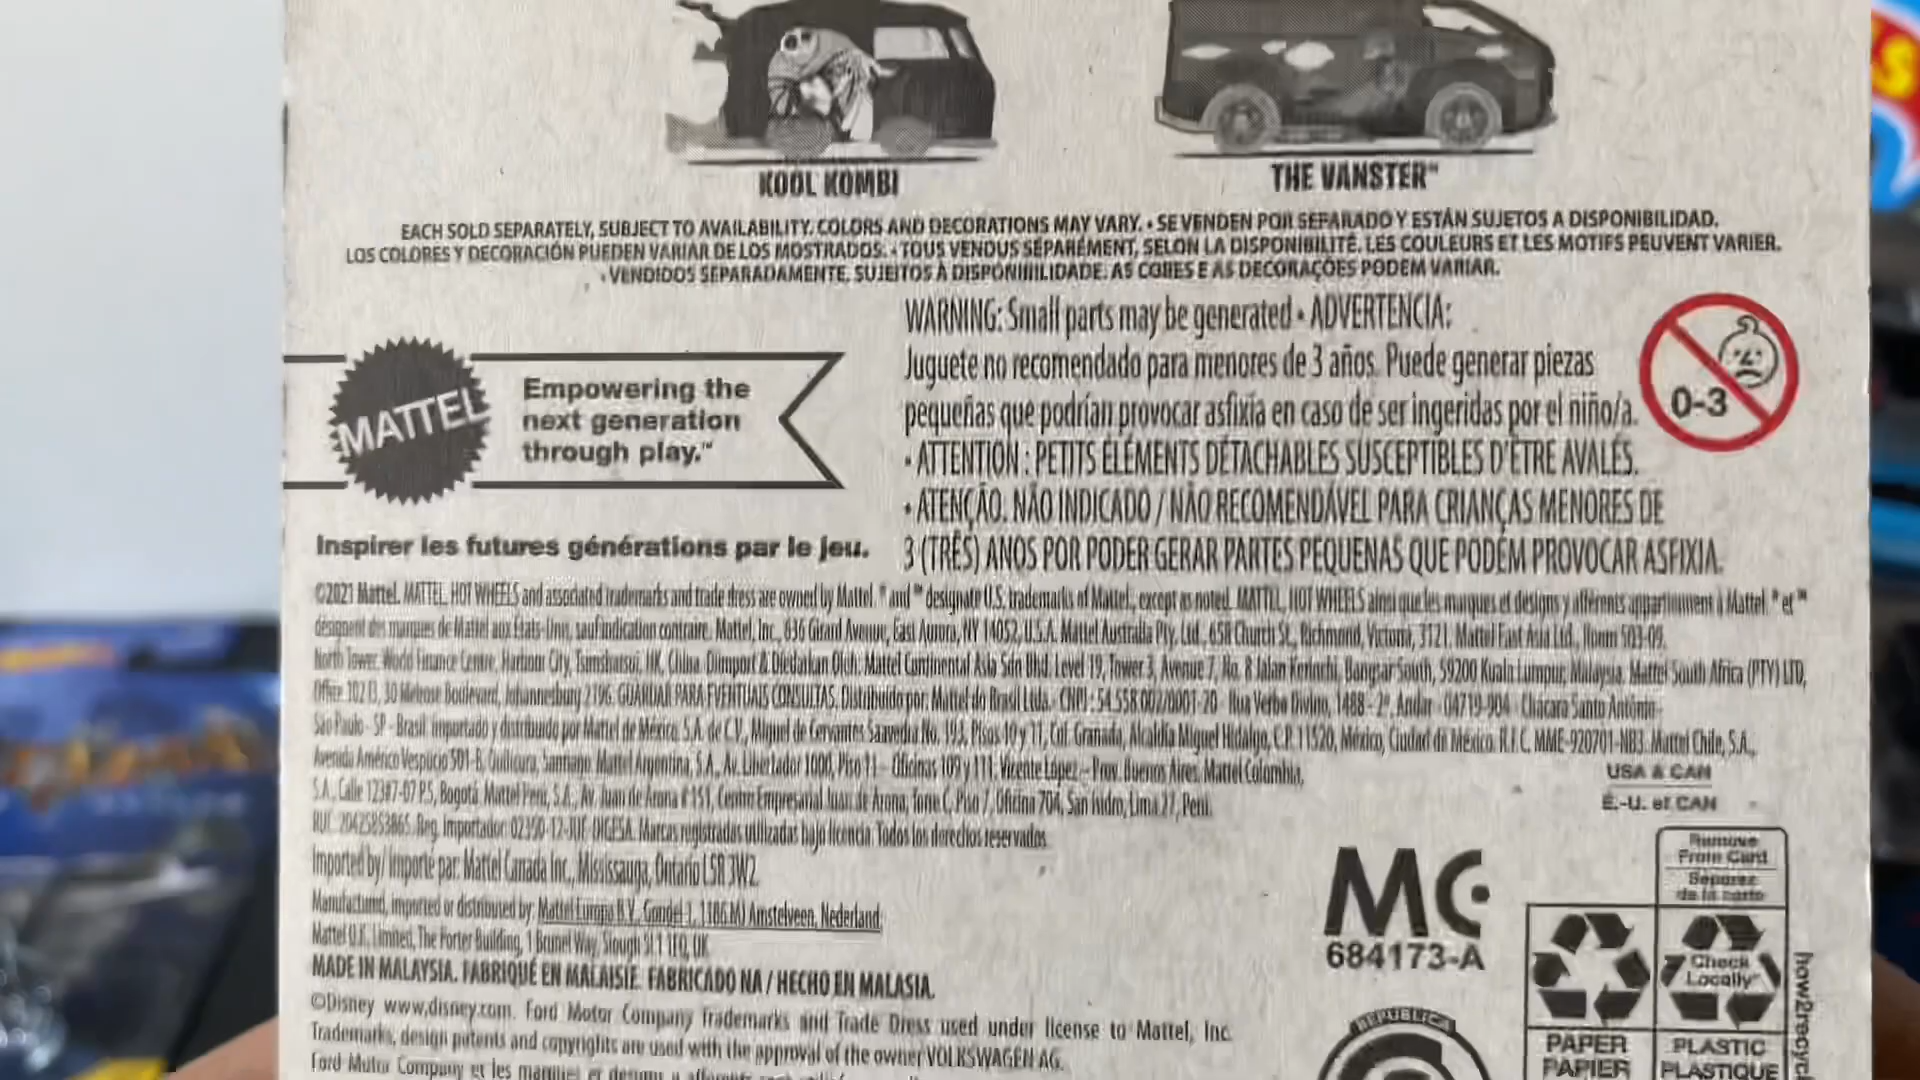 KOOL KOMBI
THE VANSTER™
EACH SOLD SEPARATELY, SUBJECT TO AVAILABILITY. COLORS AND DECORATIONS MAY VARY. • SE VENDEN POR SEPARADO Y ESTÁN SUJETOS A DISPONIBILIDAD.
LOS COLORES Y DECORACIÓN PUEDEN VARIAR DE LOS MOSTRADOS. • TOUS VENDUS SÉPARÉMENT, SELON LA DISPONIBILITÉ. LES COULEURS ET LES MOTIFS PEUVENT VARIER.
• VENDIDOS SEPARADAMENTE, SUJEITOS À DISPONIBILIDADE. AS CORES E AS DECORAÇÕES PODEM VARIAR.
WARNING: Small parts may be generated • ADVERTENCIA:
Juguete no recomendado para menores de 3 años. Puede generar piezas
pequeñas que podrían provocar asfixia en caso de ser ingeridas por el niño/a.
• ATTENTION : PETITS ÉLÉMENTS DÉTACHABLES SUSCEPTIBLES D'ÊTRE AVALÉS.
• ATENÇÃO. NÃO INDICADO / NÃO RECOMENDÁVEL PARA CRIANÇAS MENORES DE
3 (TRÊS) ANOS POR PODER GERAR PARTES PEQUENAS QUE PODEM PROVOCAR ASFIXIA.
0-3
MATTEL
Empowering the
next generation
through play.™
Inspirer les futures générations par le jeu.
©2021 Mattel. MATTEL, HOT WHEELS and associated trademarks and trade dress are owned by Mattel. ® and ™ designate U.S. trademarks of Mattel, except as noted. MATTEL, HOT WHEELS ainsi que les marques et designs y afférents appartiennent à Mattel. ® et ™
désignent des marques de Mattel aux États-Unis, sauf indication contraire. Mattel, Inc., 636 Girard Avenue, East Aurora, NY 14052, U.S.A. Mattel Australia Pty. Ltd., 658 Church St., Richmond, Victoria, 3121. Mattel East Asia Ltd., Room 503-09,
North Tower, World Finance Centre, Harbour City, Tsimshatsui, HK, China. Diimport & Diedarkan Oleh: Mattel Continental Asia Sdn Bhd. Level 19, Tower 3, Avenue 7, No. 8 Jalan Kerinchi, Bangsar South, 59200 Kuala Lumpur, Malaysia. Mattel South Africa (PTY) LTD,
Office 102 30 Melrose Boulevard, Johannesburg 2196. GUARDAR PARA EVENTUAIS CONSULTAS. Distribuído por: Mattel do Brasil Ltda. - CNPJ : 54.558.002/0001-20 - Rua Verbo Divino, 1488 - 2º Andar - 04719-904 - Chácara Santo Antônio -
São Paulo - SP - Brasil. Importado y distribuido por Mattel de México, S.A. de C.V., Miguel de Cervantes Saavedra No. 193, Pisos 10 y 11, Col. Granada, Alcaldía Miguel Hidalgo, C.P. 11520, México, Ciudad de México. R.F.C. MME-920701-NB3. Mattel Chile, S.A.,
Avenida Américo Vespucio 501-B, Quilicura, Santiago. Mattel Argentina, S.A., Av. Libertador 1000, Piso 11 – Oficinas 109 y 111, Vicente López – Prov. Buenos Aires. Mattel Colombia,
S.A., Calle 123#7-07 P.5, Bogotá. Mattel Perú, S.A., Av. Juan de Arona # 151, Centro Empresarial Juan de Arona, Torre C, Piso 7, Oficina 704, San Isidro, Lima 27, Perú.
RUC. Reg. Importador: Marcas registradas utilizadas bajo licencia. Todos los derechos reservados.
Imported by/ Importé par: Mattel Canada Inc., Mississauga, Ontario L5R 3W2.
Manufactured, imported or distributed by: Mattel Europa B.V., Gondel 1, 1186 MJ Amstelveen, Nederland.
Mattel U.K. Limited, The Porter Building, 1 Brunel Way, Slough SL1 1FQ, UK
MADE IN MALAYSIA. FABRIQUÉ EN MALAISIE. FABRICADO NA / HECHO EN MALASIA.
©Disney www.disney.com. Ford Motor Company Trademarks and Trade Dress used under license to Mattel, Inc.
Trademarks, design patents and copyrights are used with the approval of the owner VOLKSWAGEN AG.
Ford Motor Company et les marques et designs y afférents
USA & CAN
É.-U. et CAN
MC
684173-A
REPUBLICA
Remove
From Card
Séparez
de la carte
Check
Locally™
PAPER
PAPIER
PLASTIC
PLASTIQUE
how2recycl